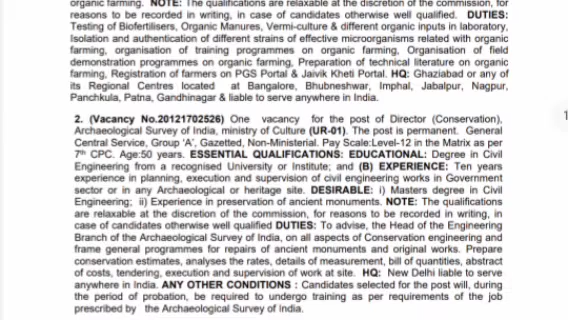 organic farming. NOTE: The qualifications are relaxable at the discretion of the commission, for
reasons to be recorded in writing, in case of candidates otherwise well qualified. DUTIES:
Testing of Biofertilisers, Organic Manures, Vermi-culture & different organic inputs in laboratory,
Isolation and authentication of different strains of effective microorganisms related with organic
farming, organisation of training programmes on organic farming, Organisation of field
demonstration programmes on organic farming, Preparation of technical literature on organic
farming, Registration of farmers on PGS Portal & Jaivik Kheti Portal. HQ: Ghaziabad or any of
its Regional Centres located at Bangalore, Bhubneshwar, Imphal, Jabalpur, Nagpur,
Panchkula, Patna, Gandhinagar & liable to serve anywhere in India.
2. (Vacancy No.20121702526) One vacancy for the post of Director (Conservation),
Archaeological Survey of India, ministry of Culture (UR-01). The post is permanent. General
Central Service, Group 'A', Gazetted, Non-Ministerial. Pay Scale:Level-12 in the Matrix as per
7th CPC. Age:50 years. ESSENTIAL QUALIFICATIONS: EDUCATIONAL: Degree in Civil
Engineering from a recognised University or Institute; and (B) EXPERIENCE: Ten years
experience in planning, execution and supervision of civil engineering works in Government
sector or in any Archaeological or heritage site. DESIRABLE: i) Masters degree in Civil
Engineering; ii) Experience in preservation of ancient monuments. NOTE: The qualifications
are relaxable at the discretion of the commission, for reasons to be recorded in writing, in
case of candidates otherwise well qualified DUTIES: To advise, the Head of the Engineering
Branch of the Archaeological Survey of India, on all aspects of Conservation engineering and
frame general programmes for repairs of ancient monuments and original works. Prepare
conservation estimates, analyses the rates, details of measurement, bill of quantities, abstract
of costs, tendering, execution and supervision of work at site. HQ: New Delhi liable to serve
anywhere in India. ANY OTHER CONDITIONS : Candidates selected for the post will, during
the period of probation, be required to undergo training as per requirements of the job
prescribed by the Archaeological Survey of India.